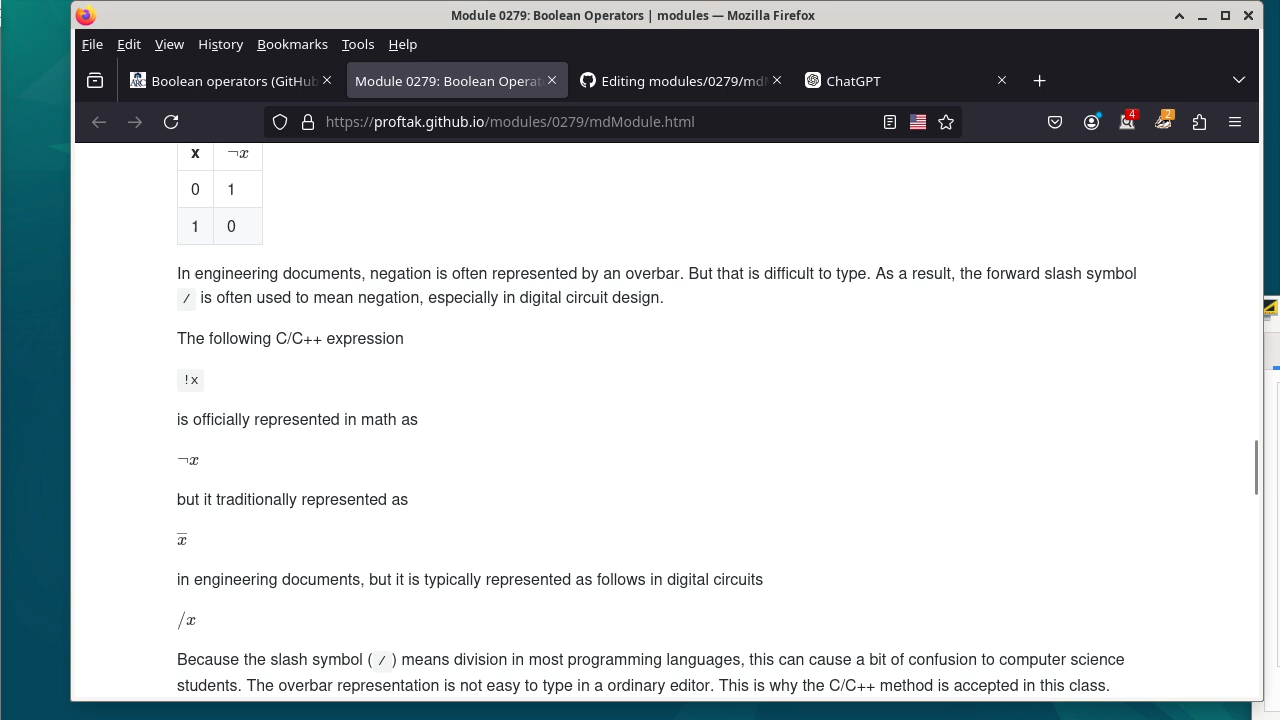 Module 0279: Boolean Operators | modules — Mozilla Firefox
File Edit View History Bookmarks Tools Help
Boolean operators (GitHub Module 0279: Boolean Operat Editing modules/0279/md ChatGPT
https://proftak.github.io/modules/0279/mdModule.html 4 2
x ¬x
0 1
1 0
In engineering documents, negation is often represented by an overbar. But that is difficult to type. As a result, the forward slash symbol
/ is often used to mean negation, especially in digital circuit design.
The following C/C++ expression
!x
is officially represented in math as
¬x
but it traditionally represented as
x̅
in engineering documents, but it is typically represented as follows in digital circuits
/x
Because the slash symbol ( / ) means division in most programming languages, this can cause a bit of confusion to computer science
students. The overbar representation is not easy to type in a ordinary editor. This is why the C/C++ method is accepted in this class.